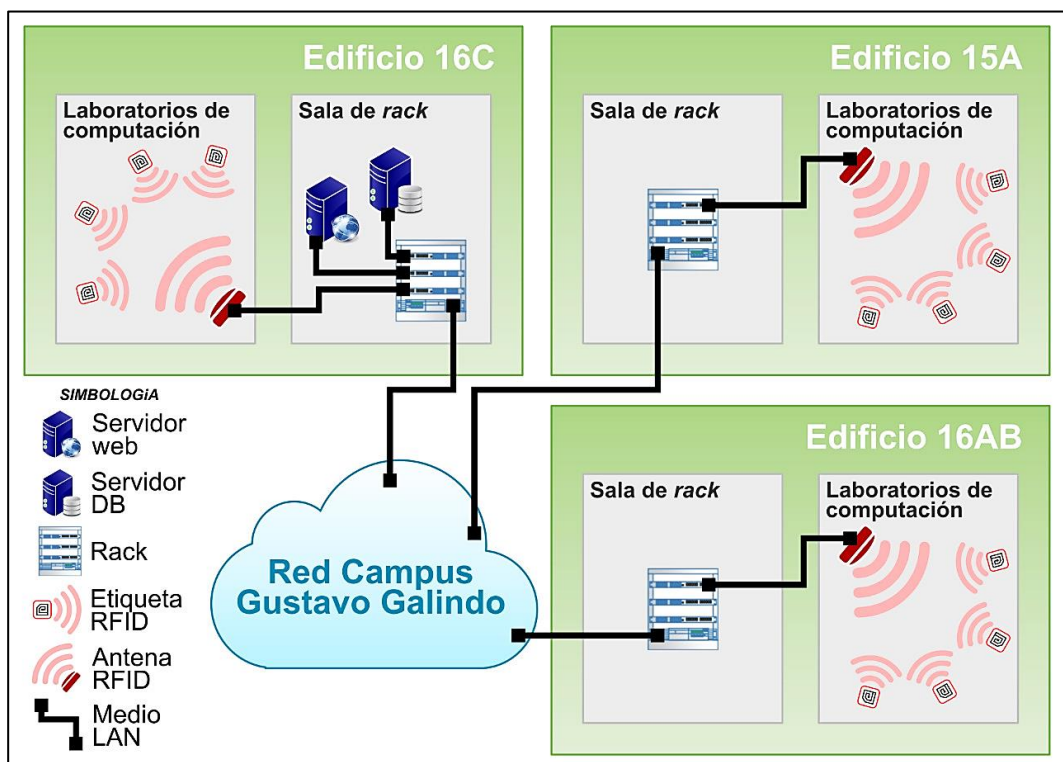 Edificio 16C
Laboratorios de
computación
Sala de rack
Edificio 15A
Sala de rack
Laboratorios de
computación
SIMBOLOGiA
Servidor
web
Servidor
DB
Rack
Etiqueta
RFID
Antena
RFID
Medio
LAN
Red Campus
Gustavo Galindo
Edificio 16AB
Sala de rack
Laboratorios de
computación